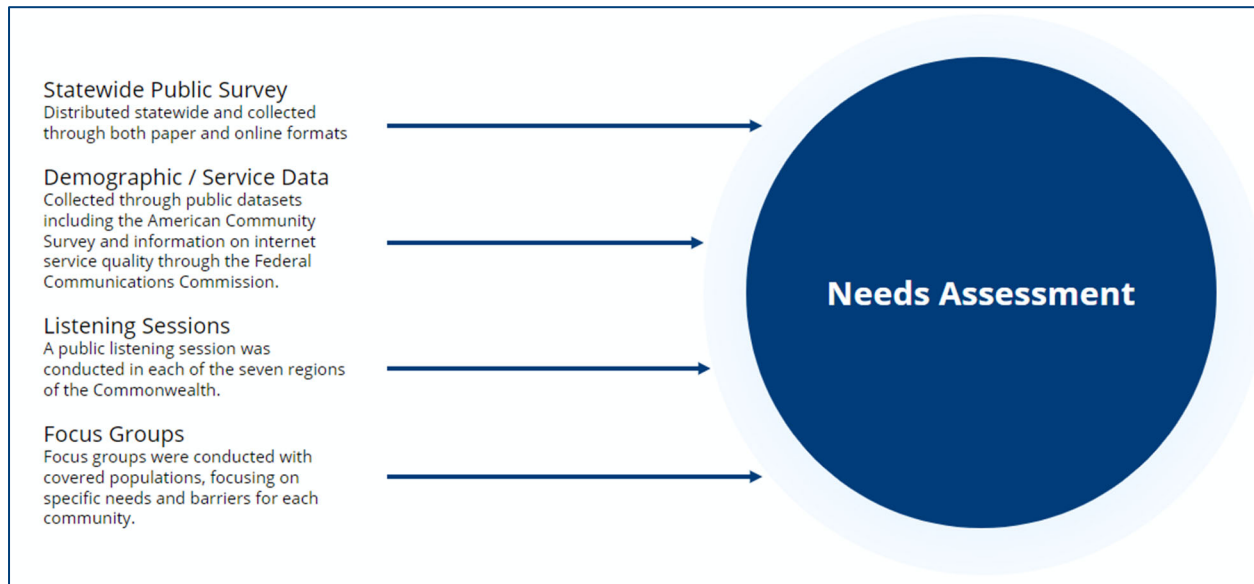 Statewide Public Survey
Distributed statewide and collected
through both paper and online formats
Demographic / Service Data
Collected through public datasets
including the American Community
Survey and information on internet
service quality through the Federal
Communications Commission.
Listening Sessions
A public listening session was
conducted in each of the seven regions
of the Commonwealth.
Focus Groups
Focus groups were conducted with
covered populations, focusing on
specific needs and barriers for each
community.
Needs Assessment